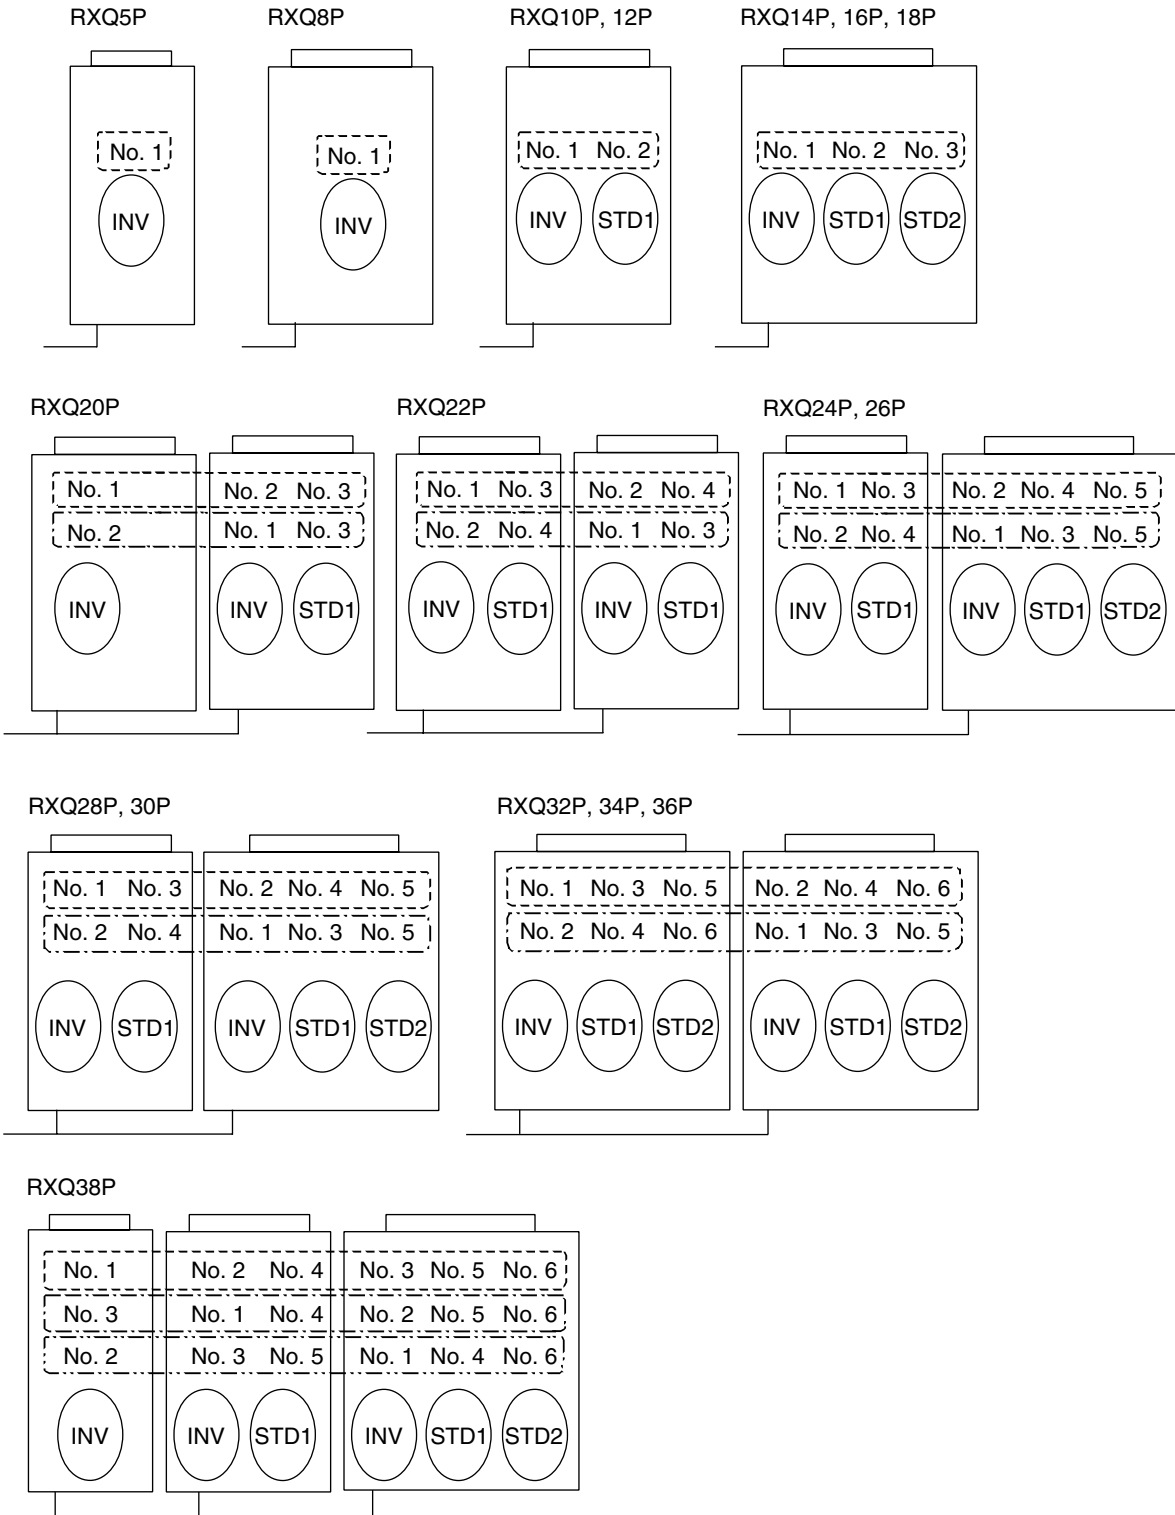 RXQ5P RXQ8P RXQ10P, 12P RXQ14P, 16P, 18P
No. 1 No. 1 No. 1 No. 2 No. 1 No. 2 No. 3
INV INV INV STD1 INV STD1 STD2
RXQ20P RXQ22P RXQ24P, 26P
No. 1 No. 2 No. 3 No. 1 No. 3 No. 2 No. 4 No. 1 No. 3 No. 2 No. 4 No. 5
No. 2 No. 1 No. 3 No. 2 No. 4 No. 1 No. 3 No. 2 No. 4 No. 1 No. 3 No. 5
INV INV STD1 INV STD1 INV STD1 INV STD1 INV STD1 STD2
RXQ28P, 30P RXQ32P, 34P, 36P
No. 1 No. 3 No. 2 No. 4 No. 5 No. 1 No. 3 No. 5 No. 2 No. 4 No. 6
No. 2 No. 4 No. 1 No. 3 No. 5 No. 2 No. 4 No. 6 No. 1 No. 3 No. 5
INV STD1 INV STD1 STD2 INV STD1 STD2 INV STD1 STD2
RXQ38P
No. 1 No. 2 No. 4 No. 3 No. 5 No. 6
No. 3 No. 1 No. 4 No. 2 No. 5 No. 6
No. 2 No. 3 No. 5 No. 1 No. 4 No. 6
INV INV STD1 INV STD1 STD2